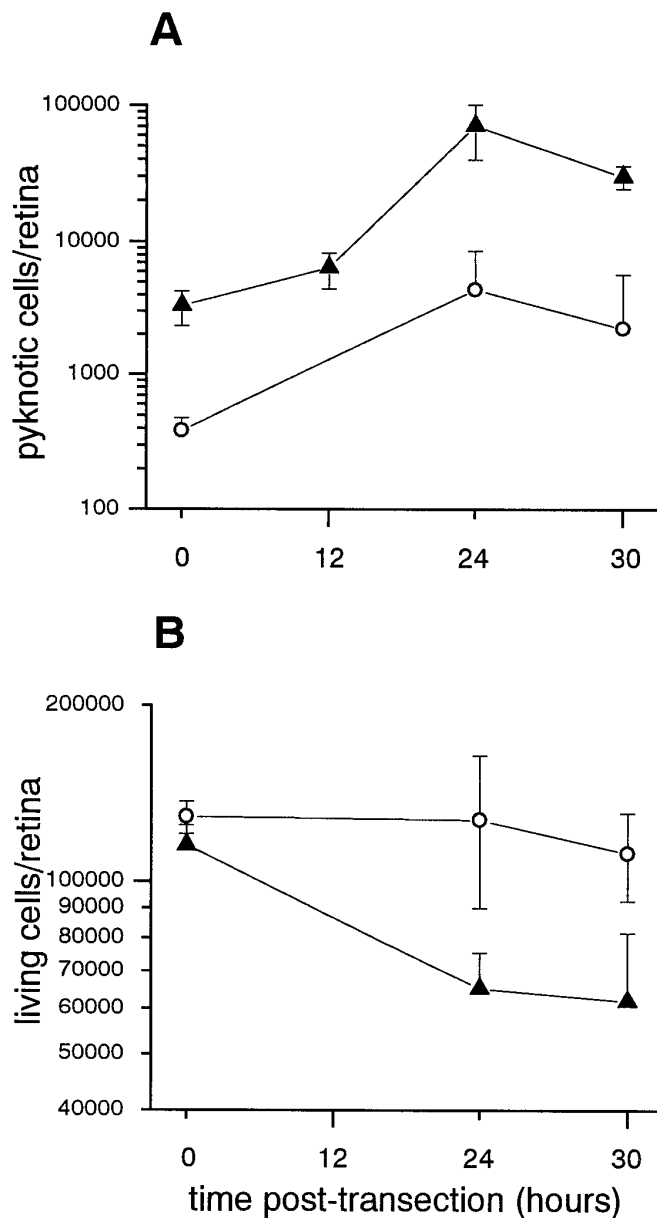 A
100000
10000
1000
100
pyknotic cells/retina
0 12 24 30
B
200000
100000
90000
80000
70000
60000
50000
40000
living cells/retina
0 12 24 30
time post-transection (hours)